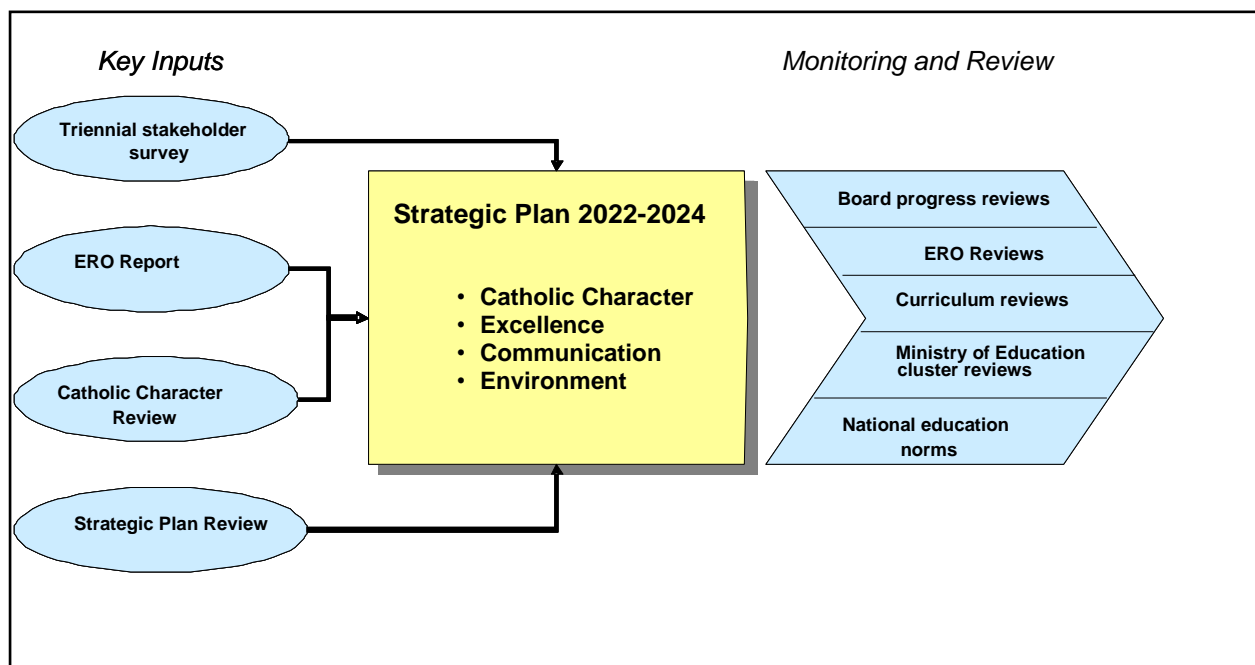 Key Inputs
Monitoring and Review
Triennial stakeholder
survey
ERO Report
Catholic Character
Review
Strategic Plan Review
Strategic Plan 2022-2024
• Catholic Character
• Excellence
• Communication
• Environment
Board progress reviews
ERO Reviews
Curriculum reviews
Ministry of Education
cluster reviews
National education
norms